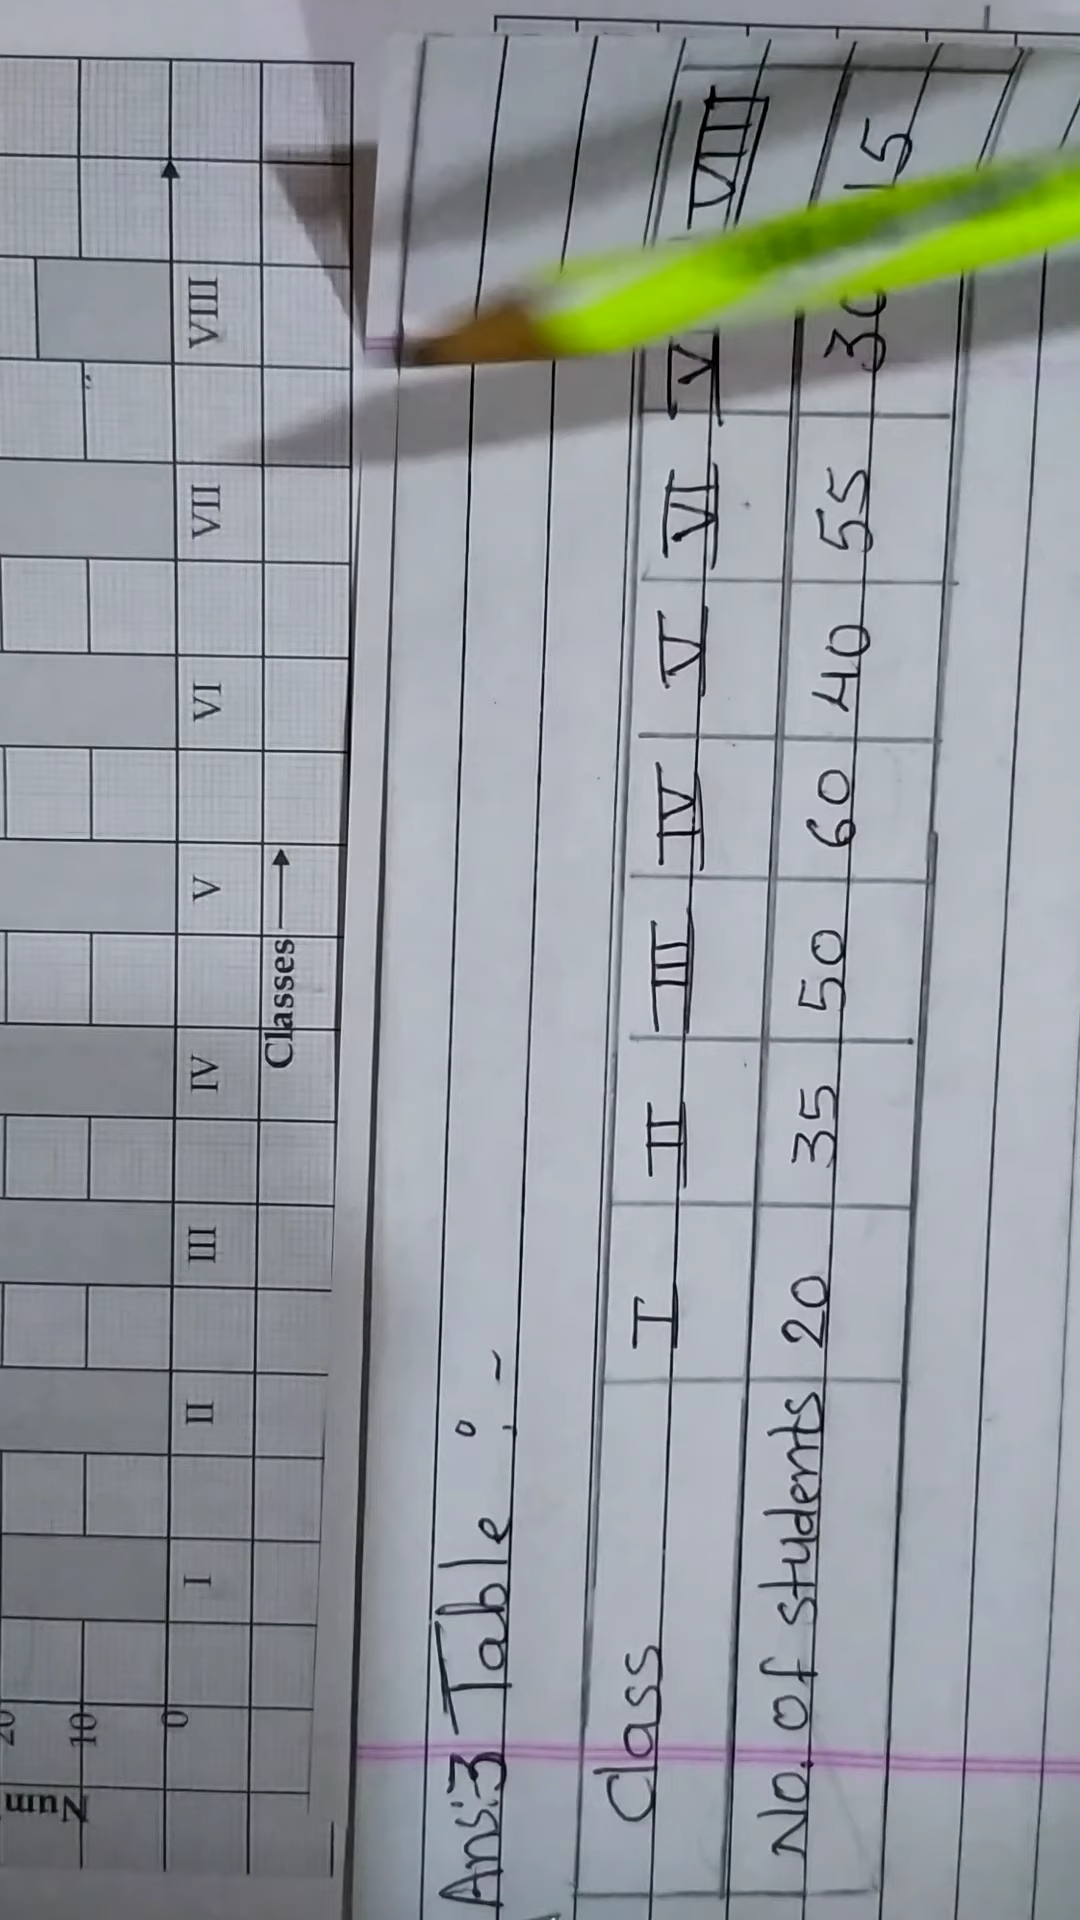 20
10
0
Num
I II III IV V VI VII VIII
Classes
Ans:3 Table :-
Class I II III IV V VI V VIII
No. of students 20 35 50 60 40 55 30 15